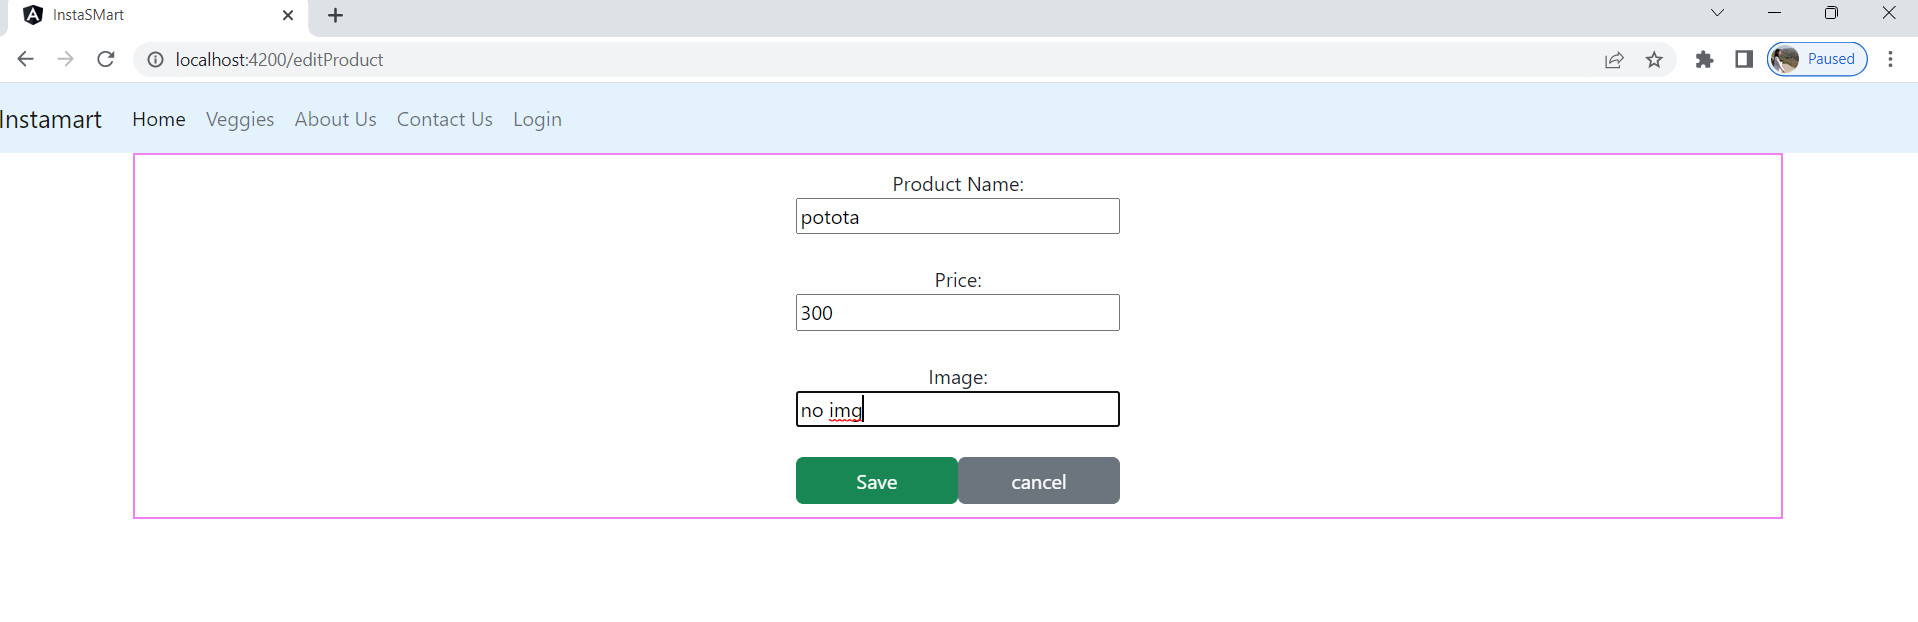 InstaSMart
localhost:4200/editProduct
Paused
Instamart Home Veggies About Us Contact Us Login
Product Name:
potota
Price:
300
Image:
no img
Save cancel